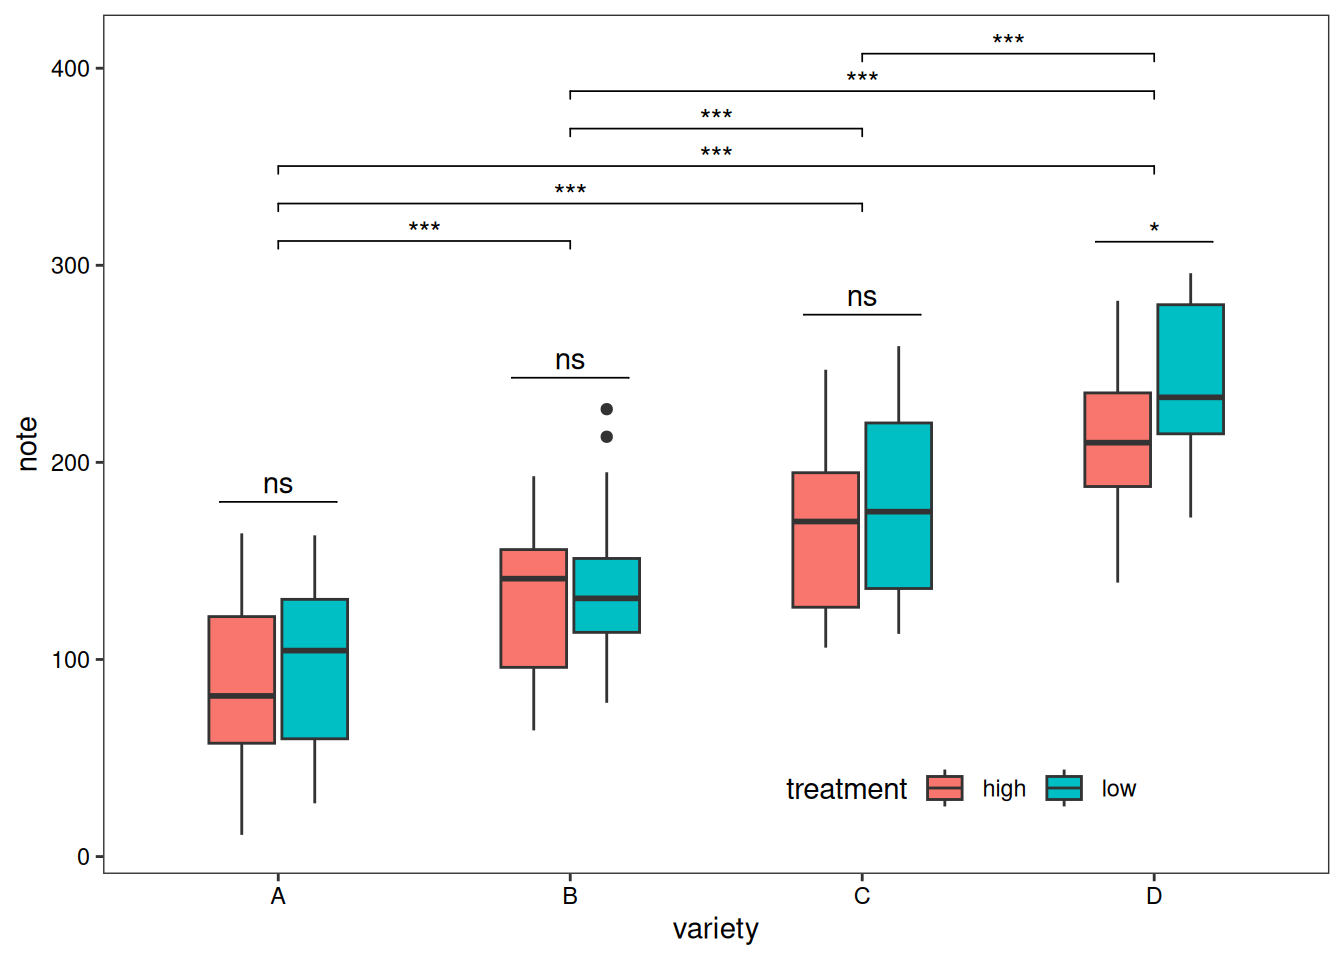 ***
400
***
***
***
***
***
*
300
ns
ns
note
200
ns
100
treatment high low
0
A B C D
variety